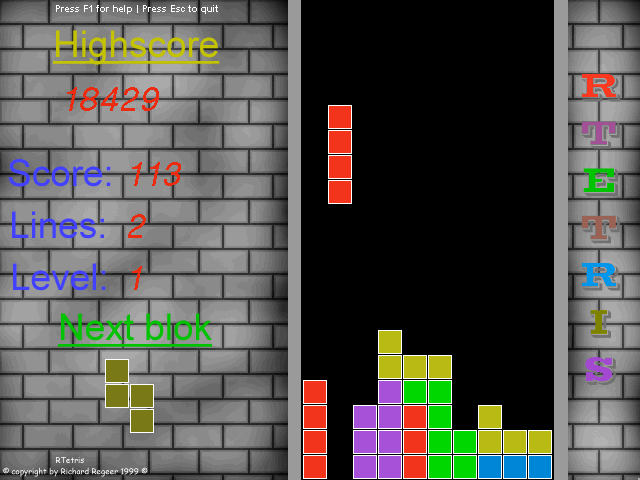 Press F1 for help | Press Esc to quit
Highscore
18429
Score: 113
Lines: 2
Level: 1
Next blok
RTetris
© copyright by Richard Regeer 1999 ©
R
T
E
T
R
I
S